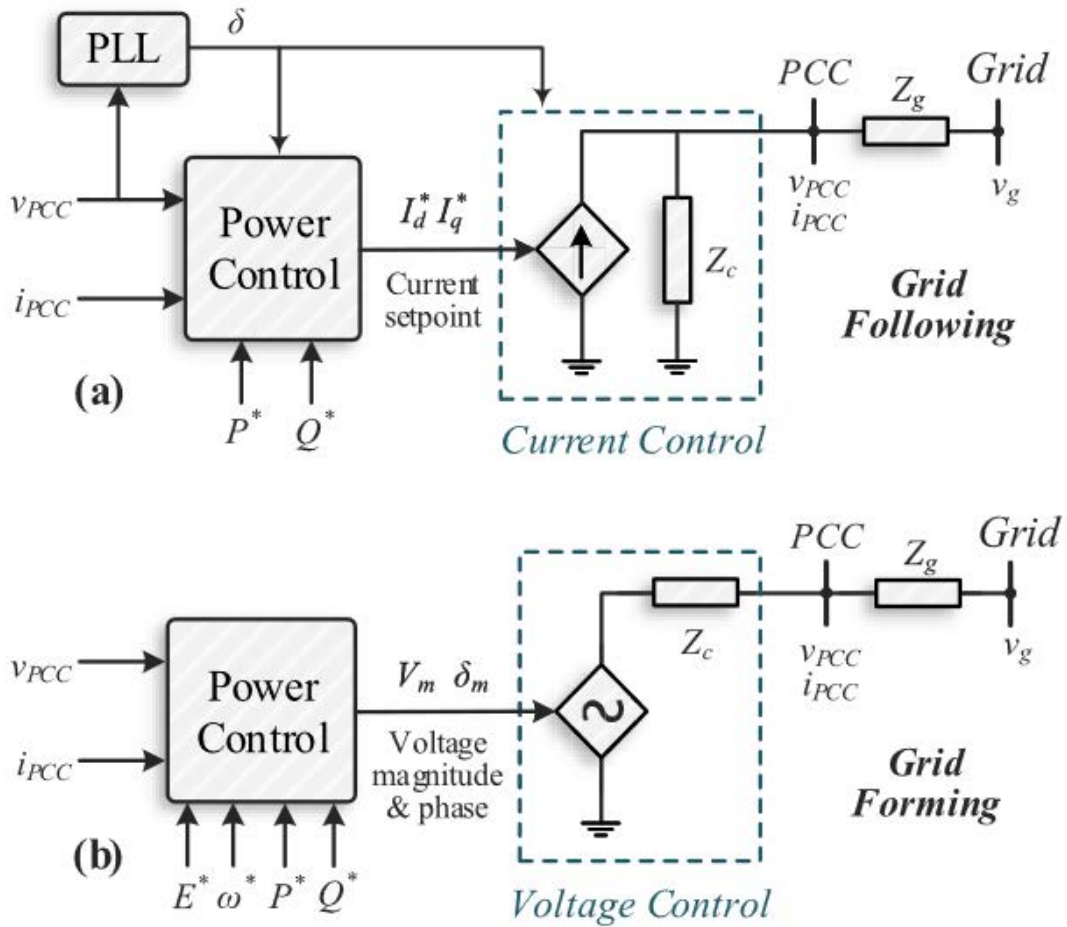 PLL
δ
PCC
Z_g
Grid
v_PCC
Power
Control
I_d^* I_q^*
Current
setpoint
Z_c
v_PCC
i_PCC
v_g
i_PCC
Grid
Following
(a)
P^*
Q^*
Current Control
PCC
Z_g
Grid
v_PCC
Power
Control
V_m δ_m
Voltage
magnitude
& phase
Z_c
v_PCC
i_PCC
v_g
i_PCC
Grid
Forming
(b)
E^* ω^* P^* Q^*
Voltage Control